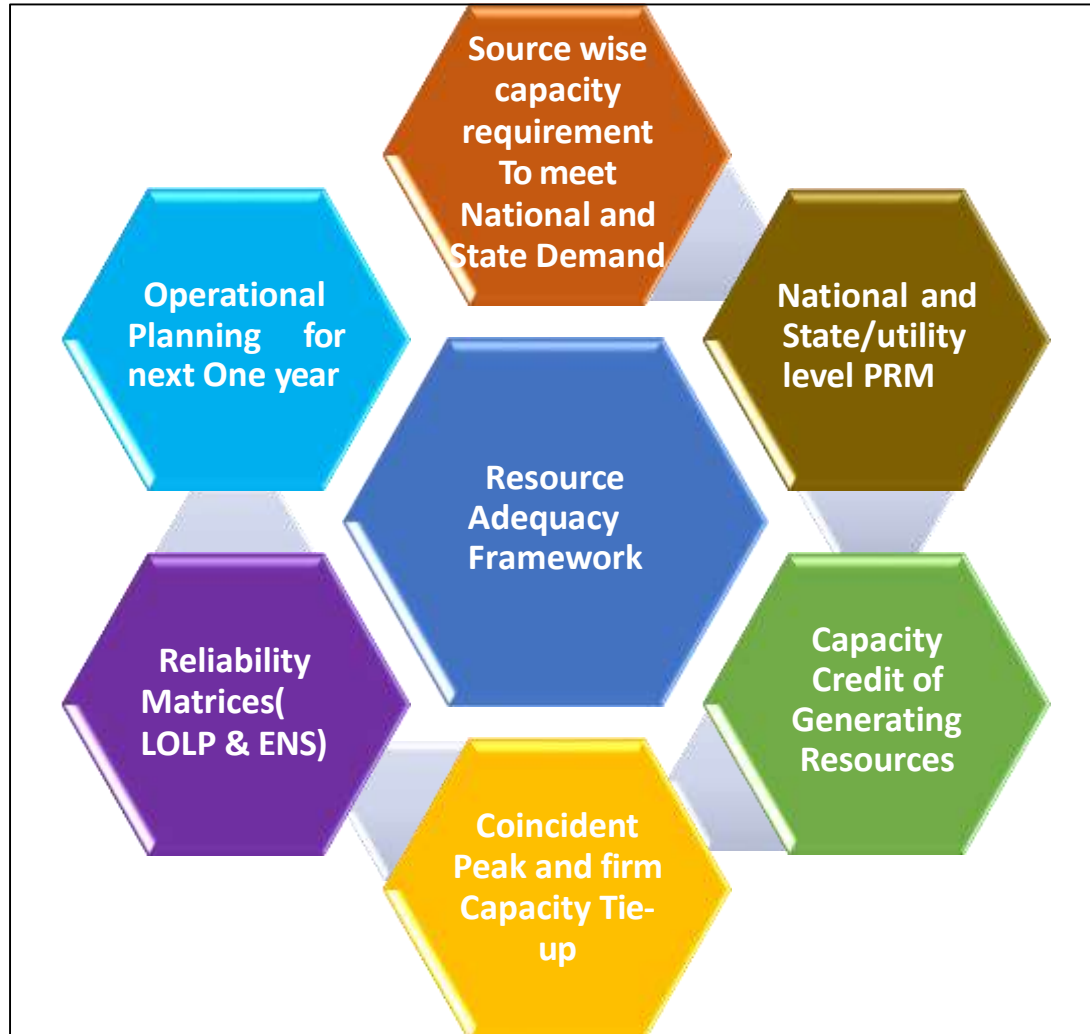 Source wise
capacity
requirement
To meet
National and
State Demand
National and
State/utility
level PRM
Capacity
Credit of
Generating
Resources
Coincident
Peak and firm
Capacity Tie-
up
Reliability
Matrices(
LOLP & ENS)
Operational
Planning for
next One year
Resource
Adequacy
Framework